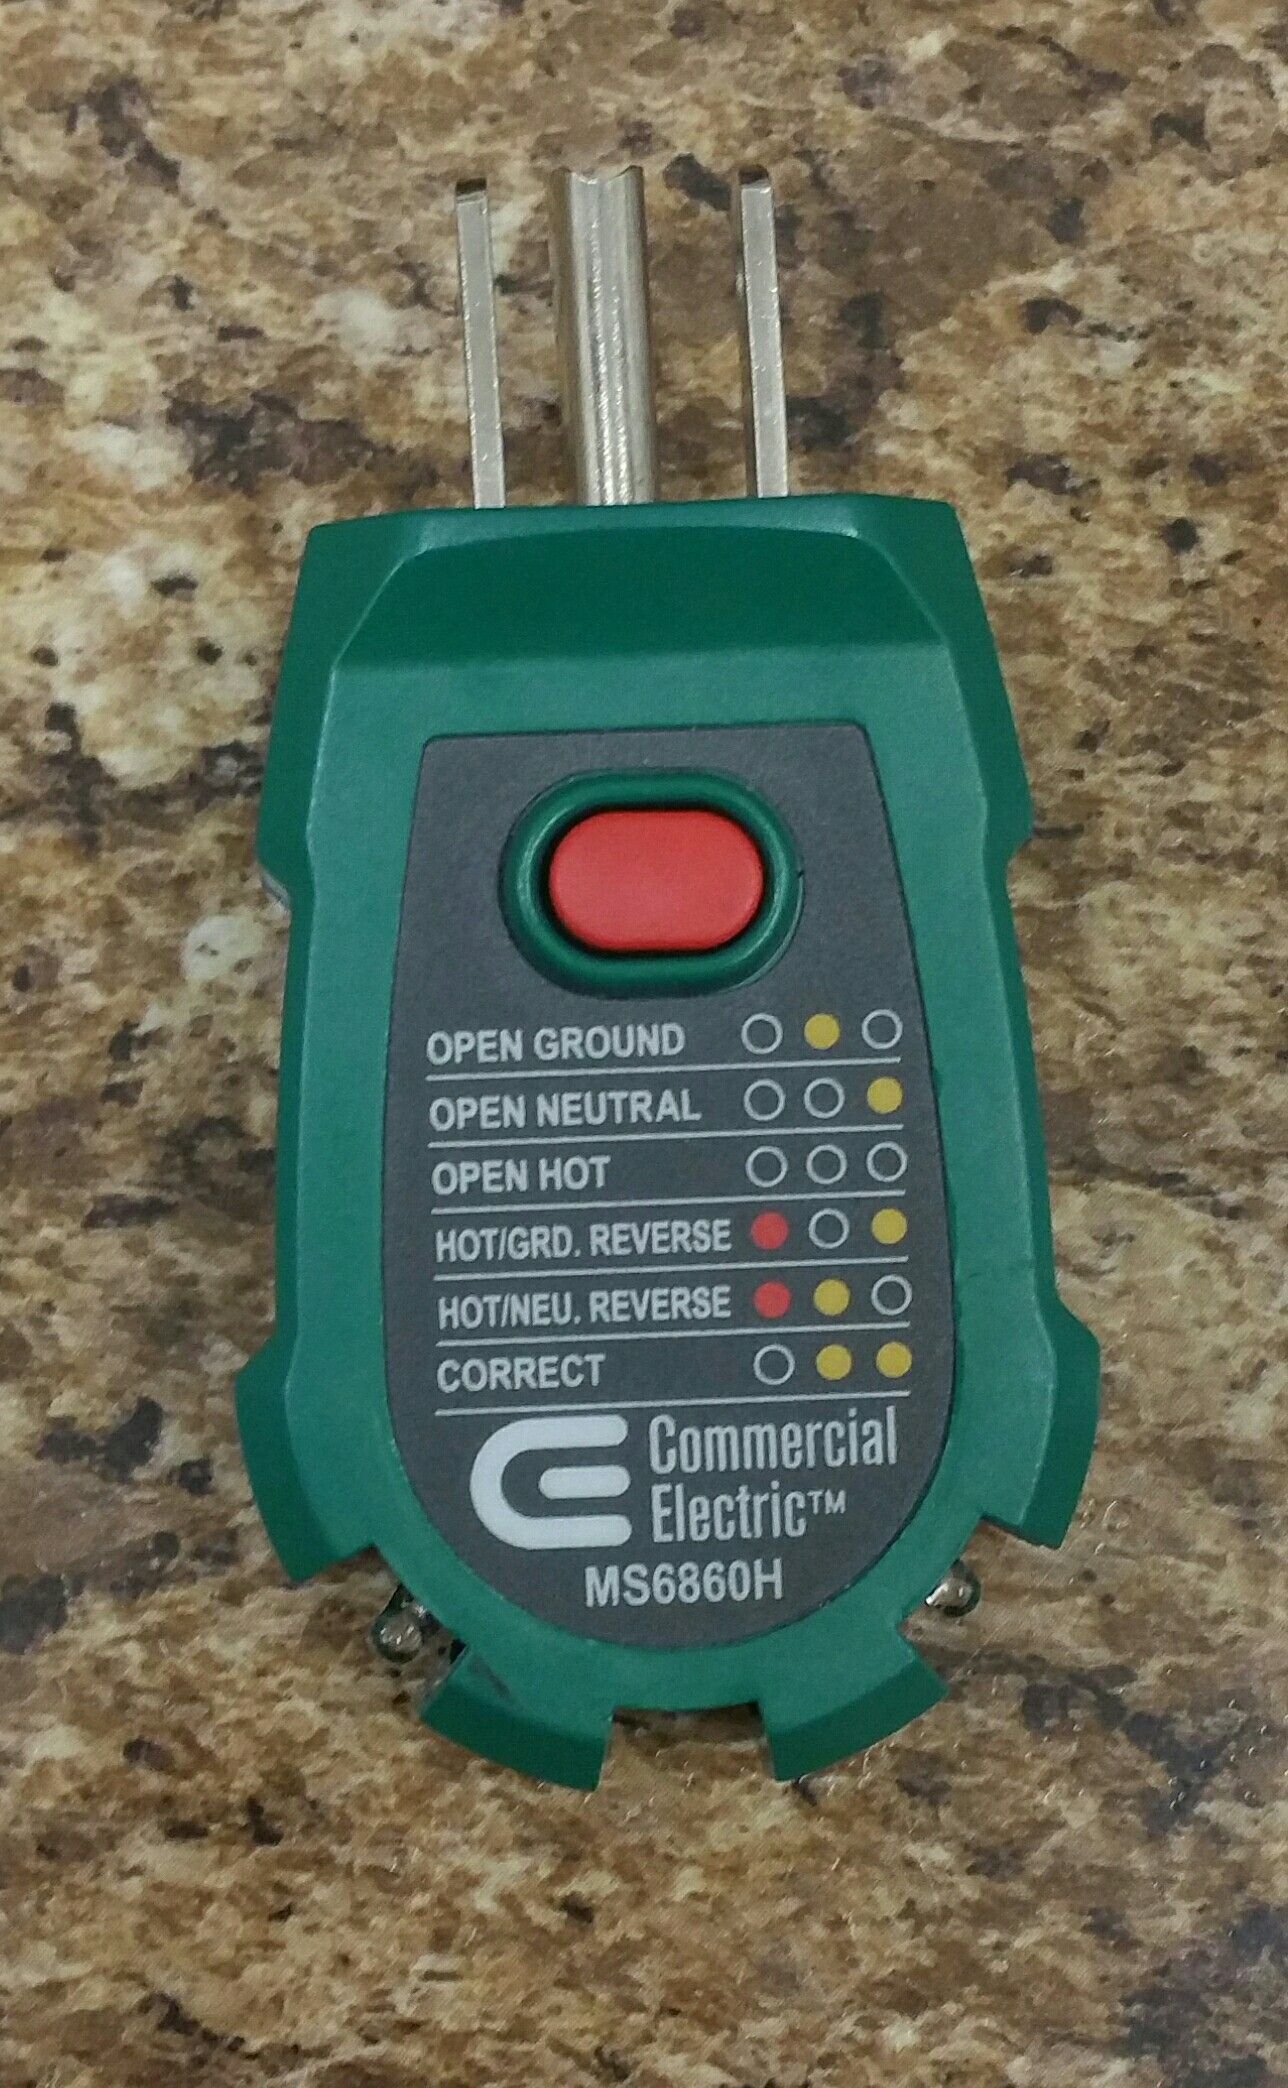 OPEN GROUND
OPEN NEUTRAL
OPEN HOT
HOT/GRD. REVERSE
HOT/NEU. REVERSE
CORRECT
Commercial
Electric™
MS6860H